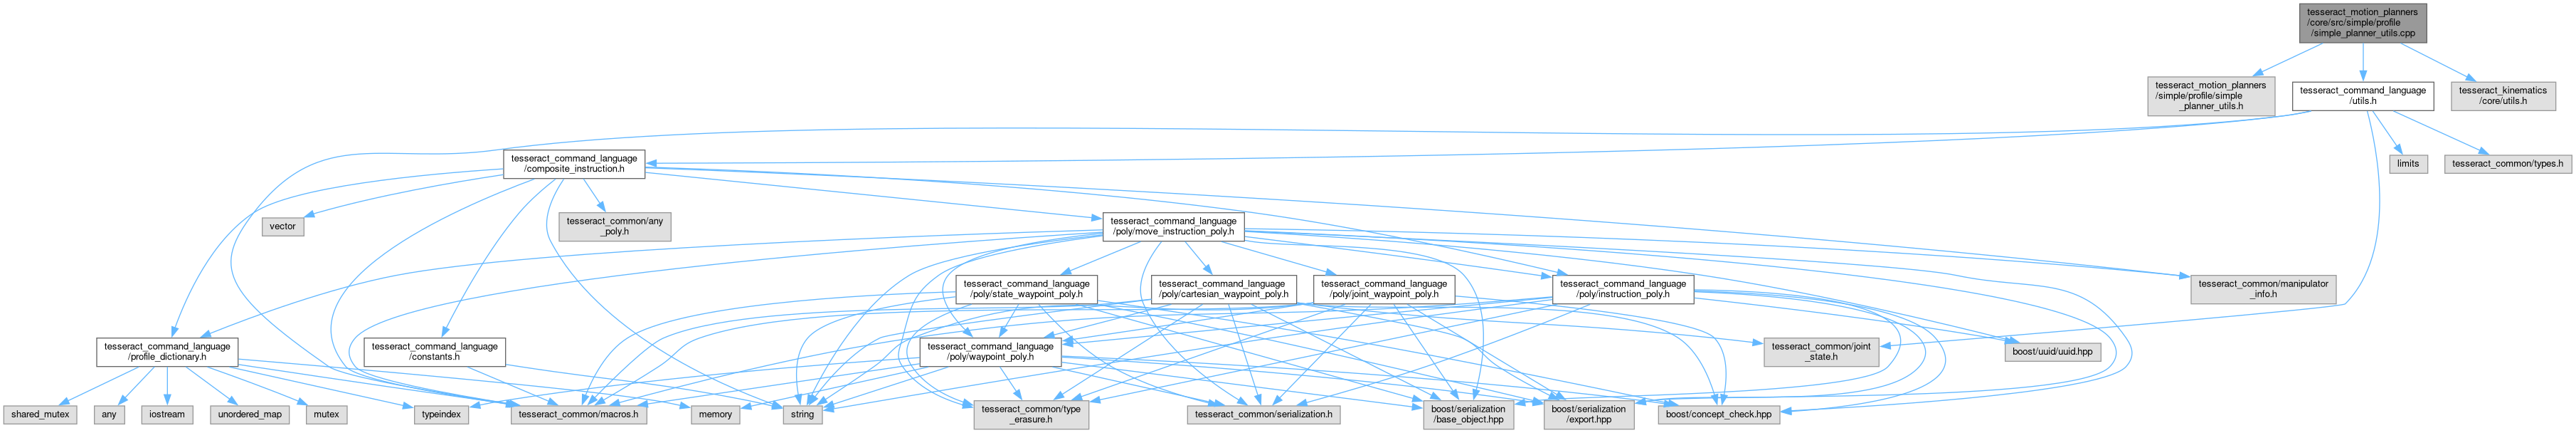 tesseract_motion_planners
/core/src/simple/profile
/simple_planner_utils.cpp
tesseract_motion_planners
/simple/profile/simple
_planner_utils.h
tesseract_command_language
/utils.h
tesseract_kinematics
/core/utils.h
tesseract_command_language
/composite_instruction.h
limits
tesseract_common/types.h
vector
tesseract_common/any
_poly.h
tesseract_command_language
/poly/move_instruction_poly.h
tesseract_command_language
/poly/state_waypoint_poly.h
tesseract_command_language
/poly/cartesian_waypoint_poly.h
tesseract_command_language
/poly/joint_waypoint_poly.h
tesseract_command_language
/poly/instruction_poly.h
tesseract_common/manipulator
_info.h
tesseract_command_language
/profile_dictionary.h
tesseract_command_language
/constants.h
tesseract_command_language
/poly/waypoint_poly.h
tesseract_common/joint
_state.h
boost/uuid/uuid.hpp
shared_mutex
any
iostream
unordered_map
mutex
typeindex
tesseract_common/macros.h
memory
string
tesseract_common/type
_erasure.h
tesseract_common/serialization.h
boost/serialization
/base_object.hpp
boost/serialization
/export.hpp
boost/concept_check.hpp